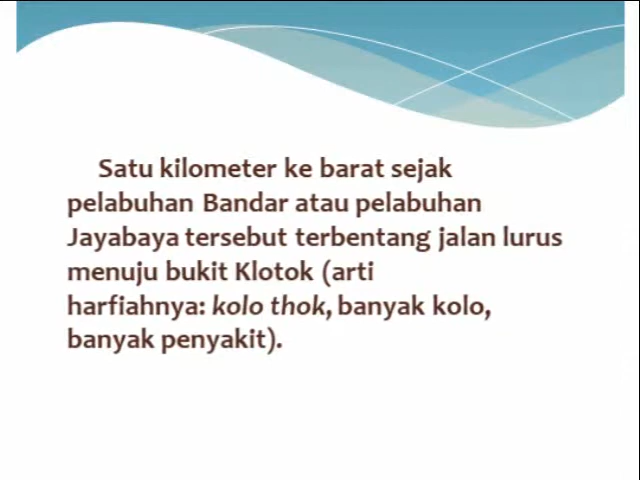 Satu kilometer ke barat sejak
pelabuhan Bandar atau pelabuhan
Jayabaya tersebut terbentang jalan lurus
menuju bukit Klotok (arti
harfiahnya: kolo thok, banyak kolo,
banyak penyakit).